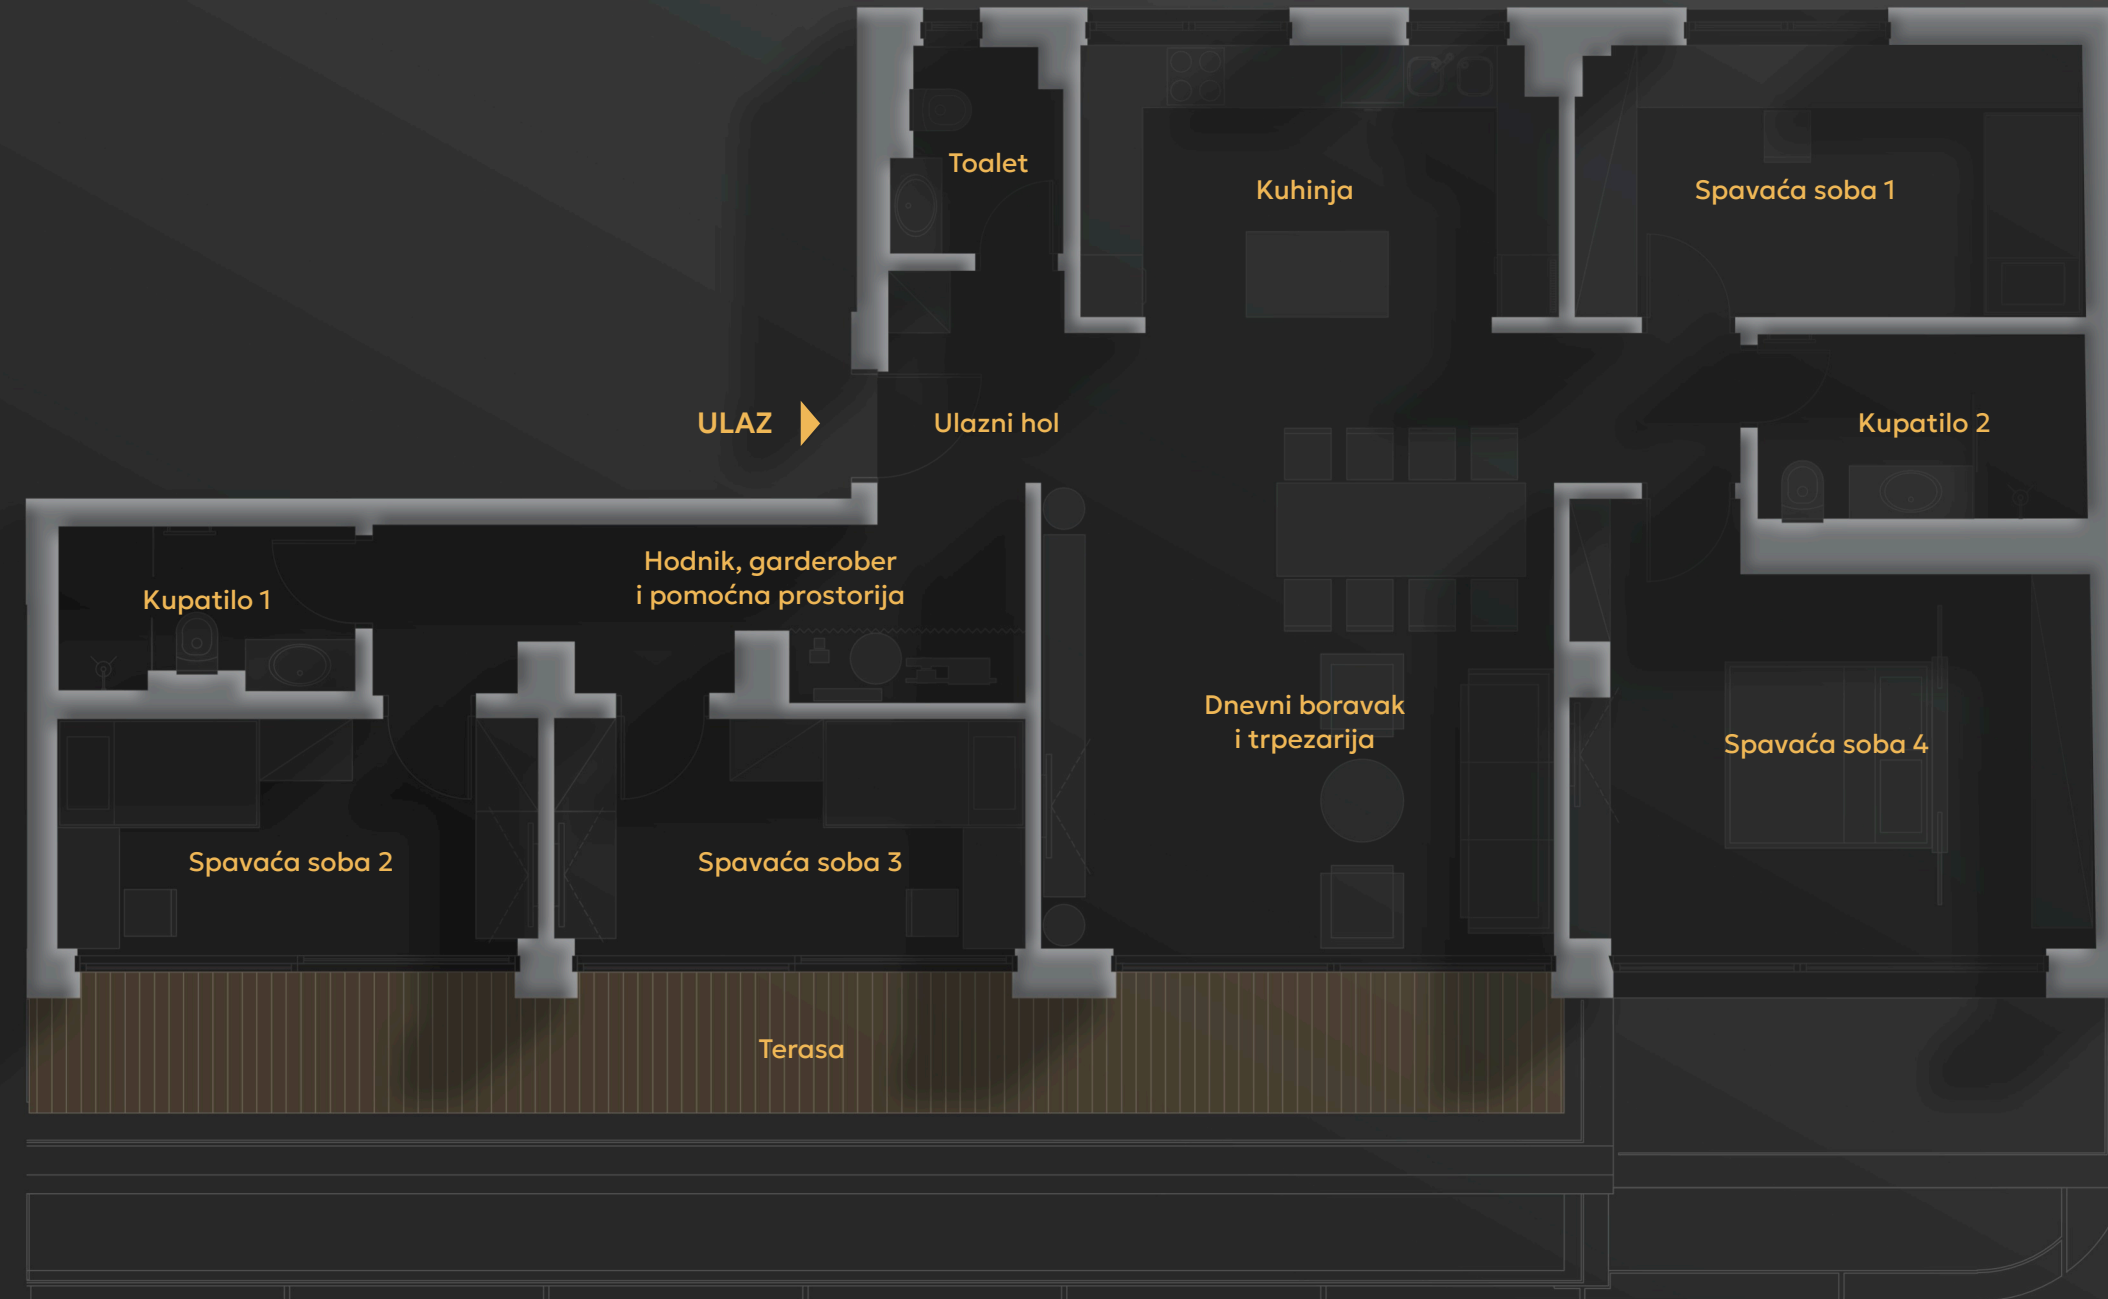 Toalet
Kuhinja
Spavaća soba 1
ULAZ
Ulazni hol
Kupatilo 2
Hodnik, garderober
i pomoćna prostorija
Kupatilo 1
Dnevni boravak
i trpezarija
Spavaća soba 4
Spavaća soba 2
Spavaća soba 3
Terasa